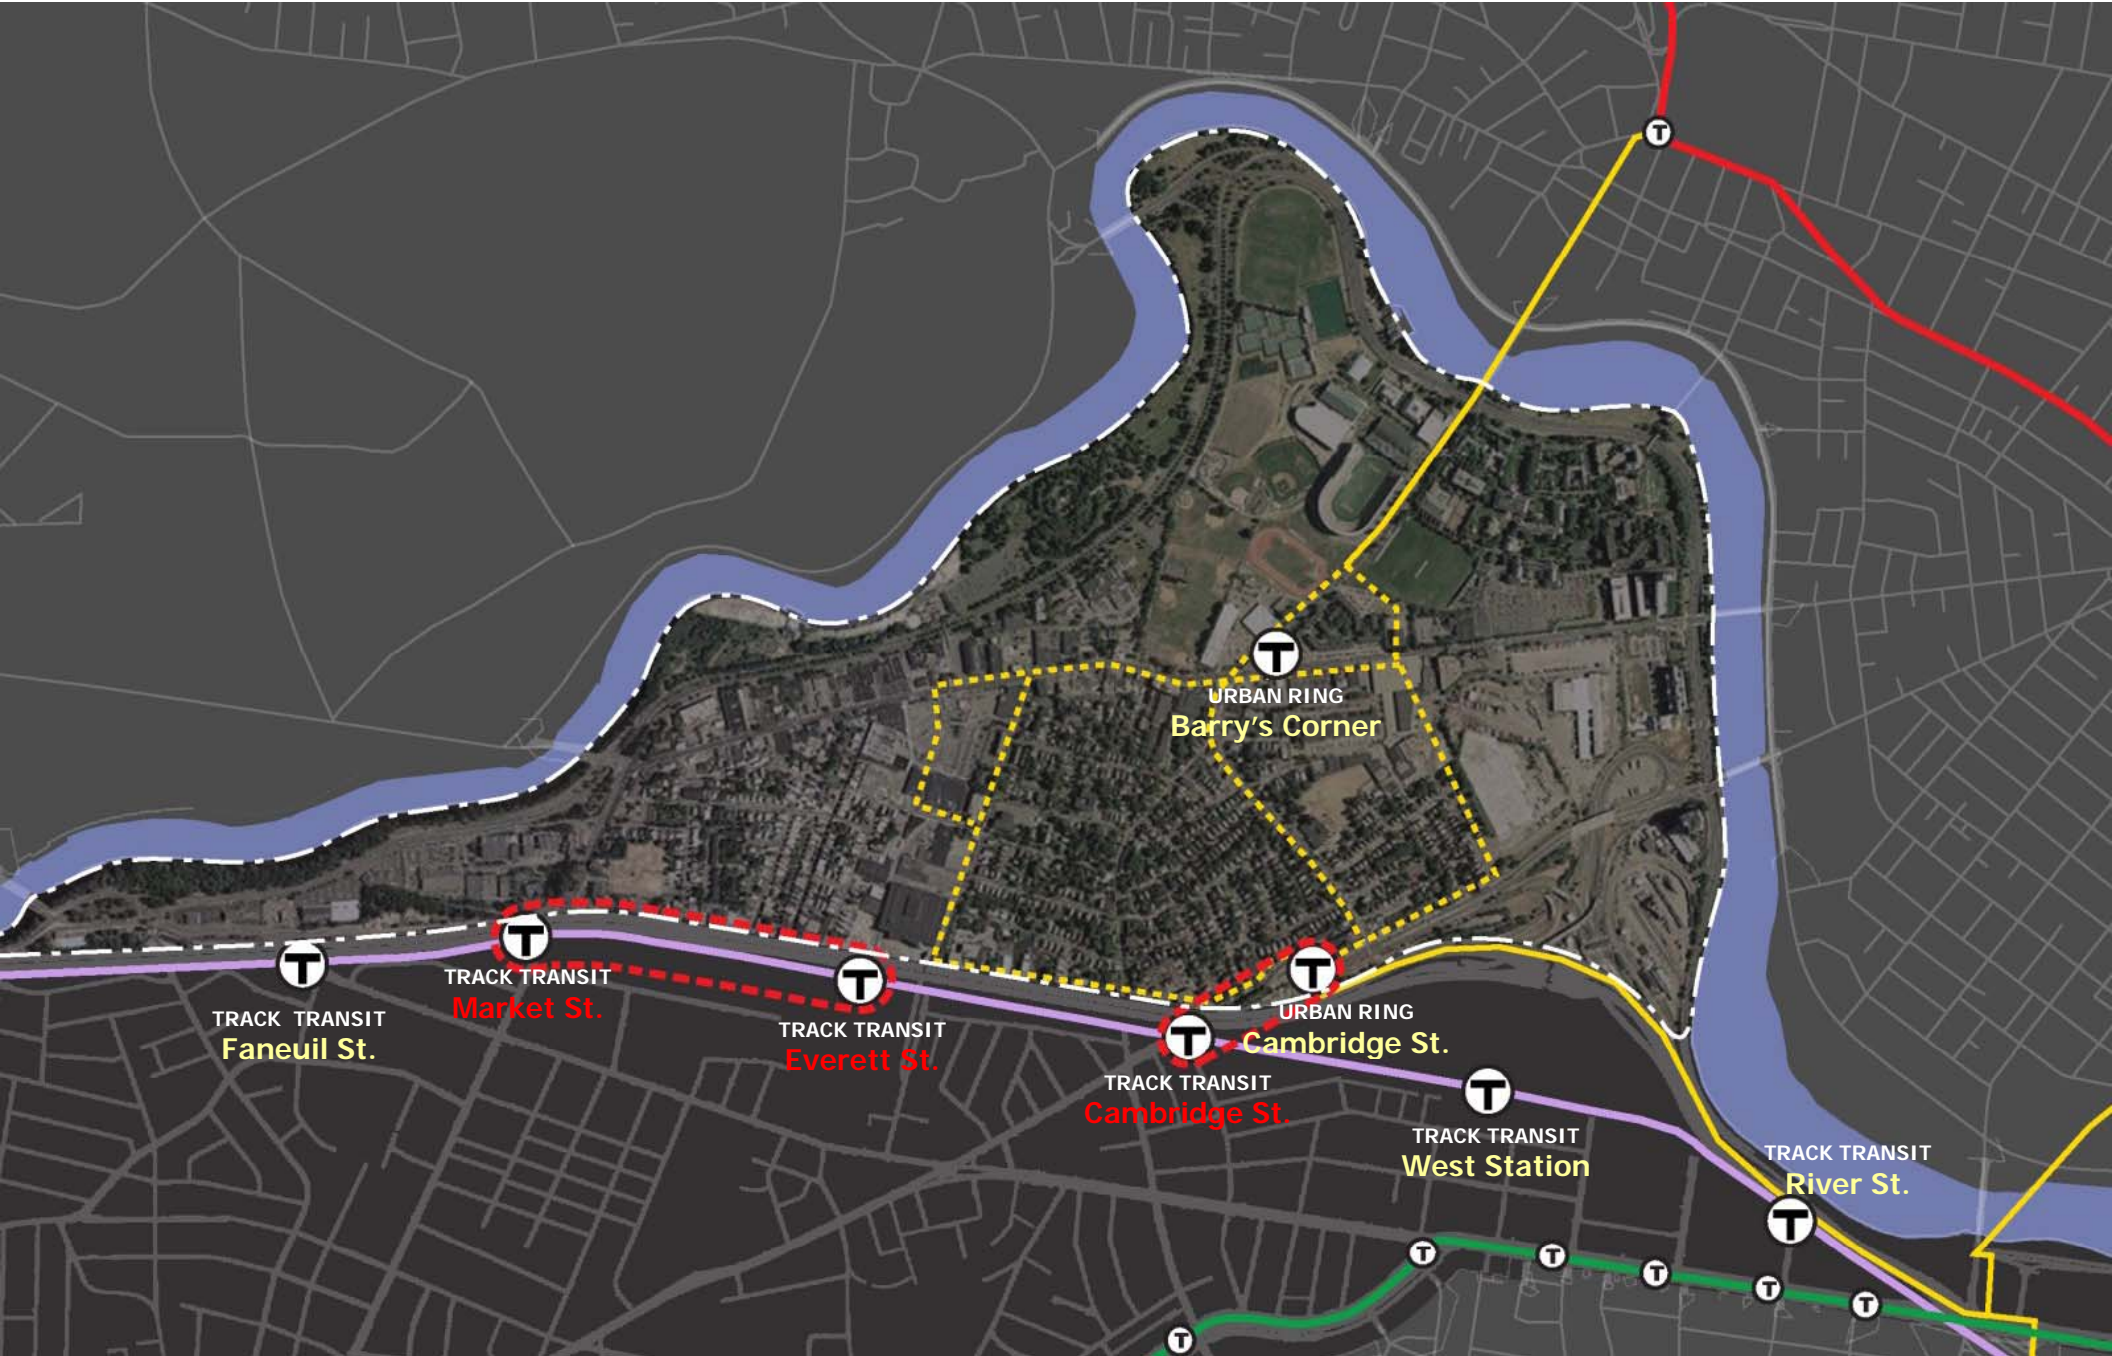 T
T
URBAN RING
Barry's Corner
T
TRACK TRANSIT
Market St.
T
TRACK TRANSIT
Faneuil St.
T
TRACK TRANSIT
Everett St.
T
URBAN RING
Cambridge St.
T
TRACK TRANSIT
Cambridge St.
T
TRACK TRANSIT
West Station
TRACK TRANSIT
River St.
T
T
T
T
T
T
T